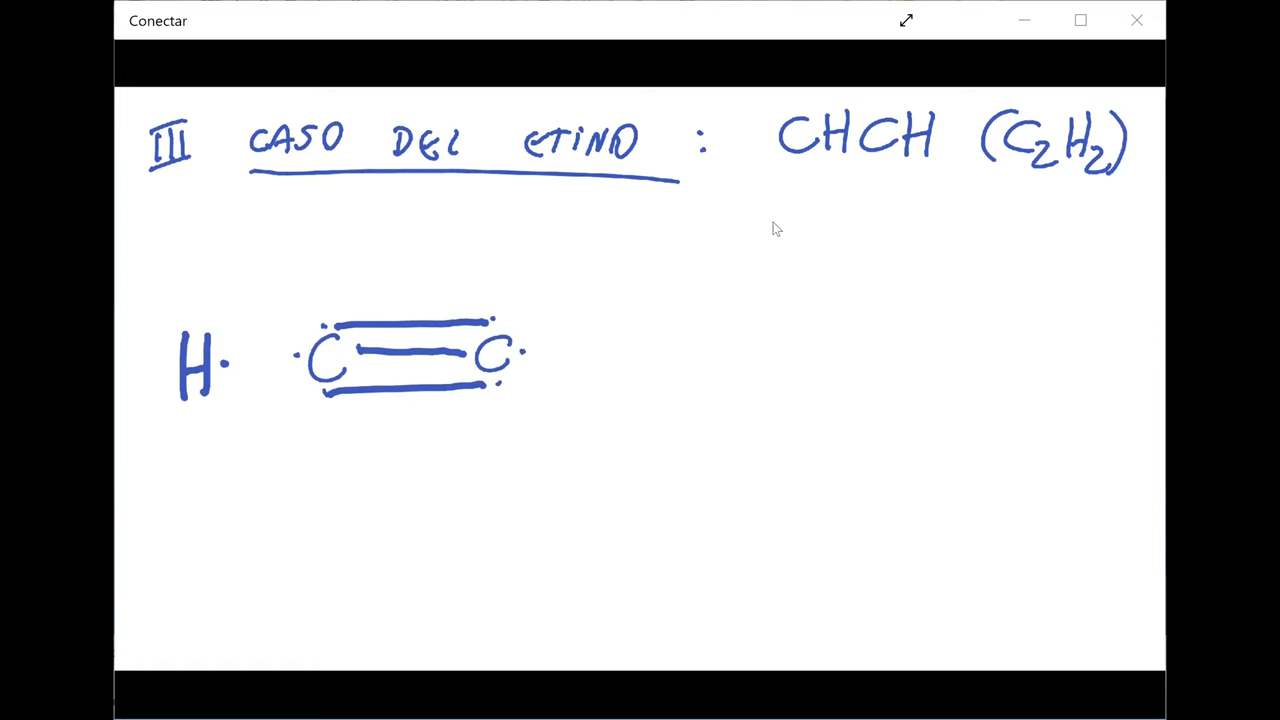 Conectar
III CASO DEL ETINO : CHCH (C₂H₂)
H· ·C≡C·